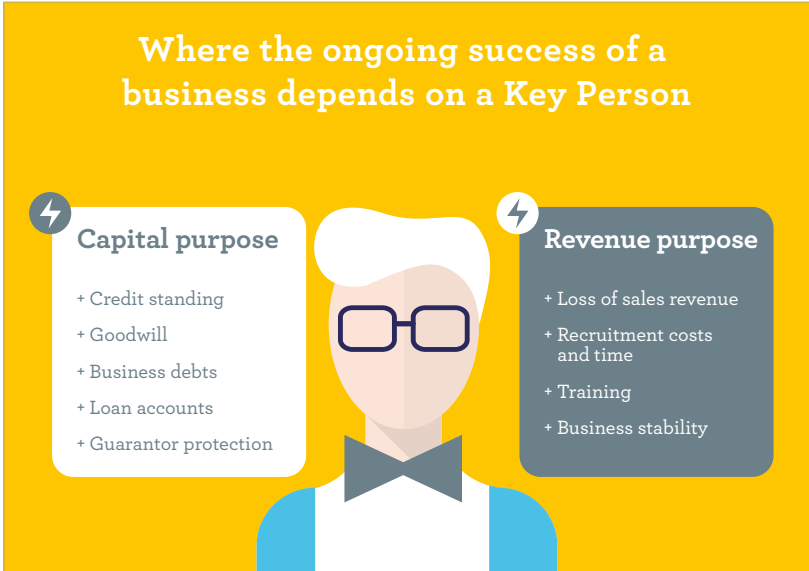 Where the ongoing success of a
business depends on a Key Person
Capital purpose
+ Credit standing
+ Goodwill
+ Business debts
+ Loan accounts
+ Guarantor protection
Revenue purpose
+ Loss of sales revenue
+ Recruitment costs
and time
+ Training
+ Business stability